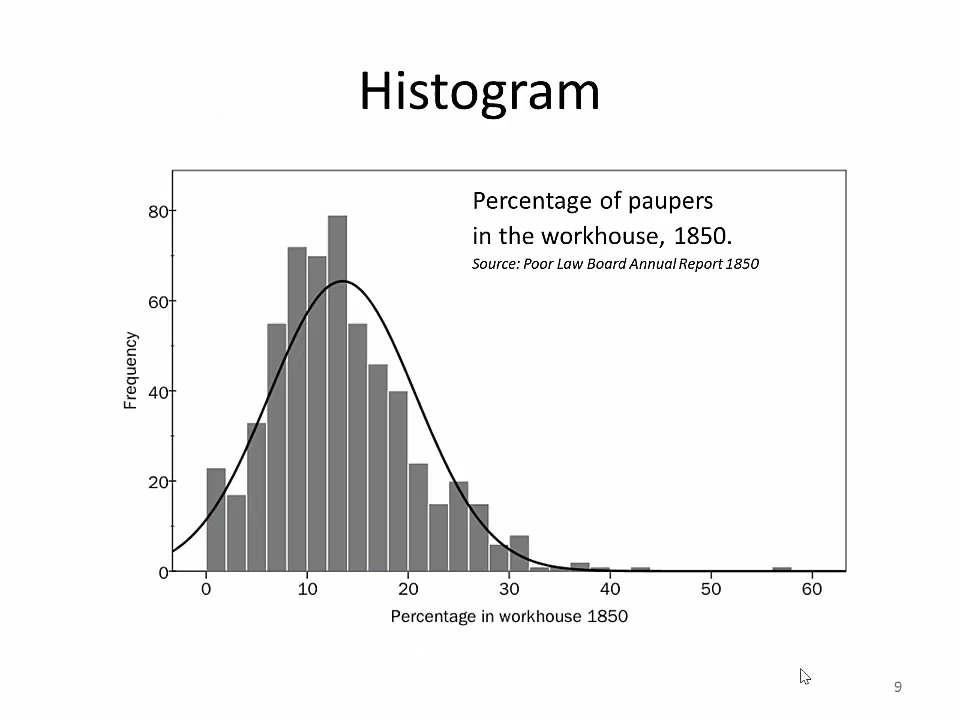 Histogram
Percentage of paupers
in the workhouse, 1850.
Source: Poor Law Board Annual Report 1850
80
60
40
20
0
Frequency
0 10 20 30 40 50 60
Percentage in workhouse 1850
9